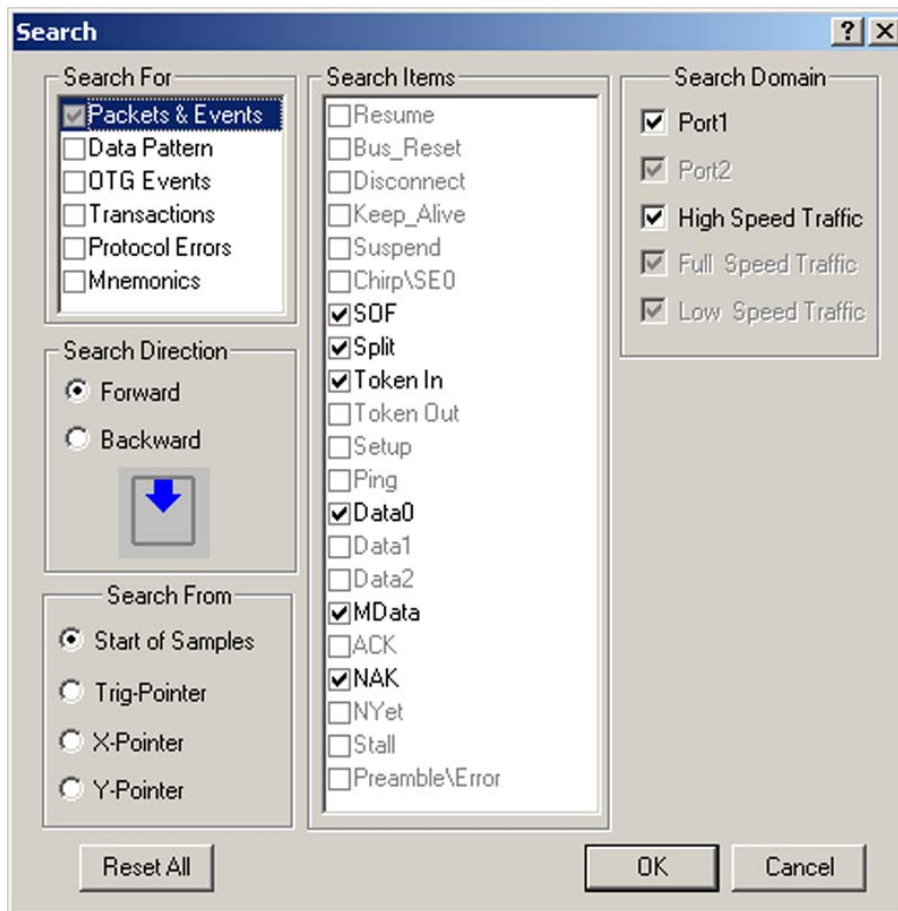 Search
Search For
Packets & Events
Data Pattern
OTG Events
Transactions
Protocol Errors
Mnemonics
Search Direction
Forward
Backward
Search From
Start of Samples
Trig-Pointer
X-Pointer
Y-Pointer
Reset All
Search Items
Resume
Bus_Reset
Disconnect
Keep_Alive
Suspend
Chirp\SE0
SOF
Split
Token In
Token Out
Setup
Ping
Data0
Data1
Data2
MData
ACK
NAK
NYet
Stall
Preamble\Error
Search Domain
Port1
Port2
High Speed Traffic
Full Speed Traffic
Low Speed Traffic
OK
Cancel